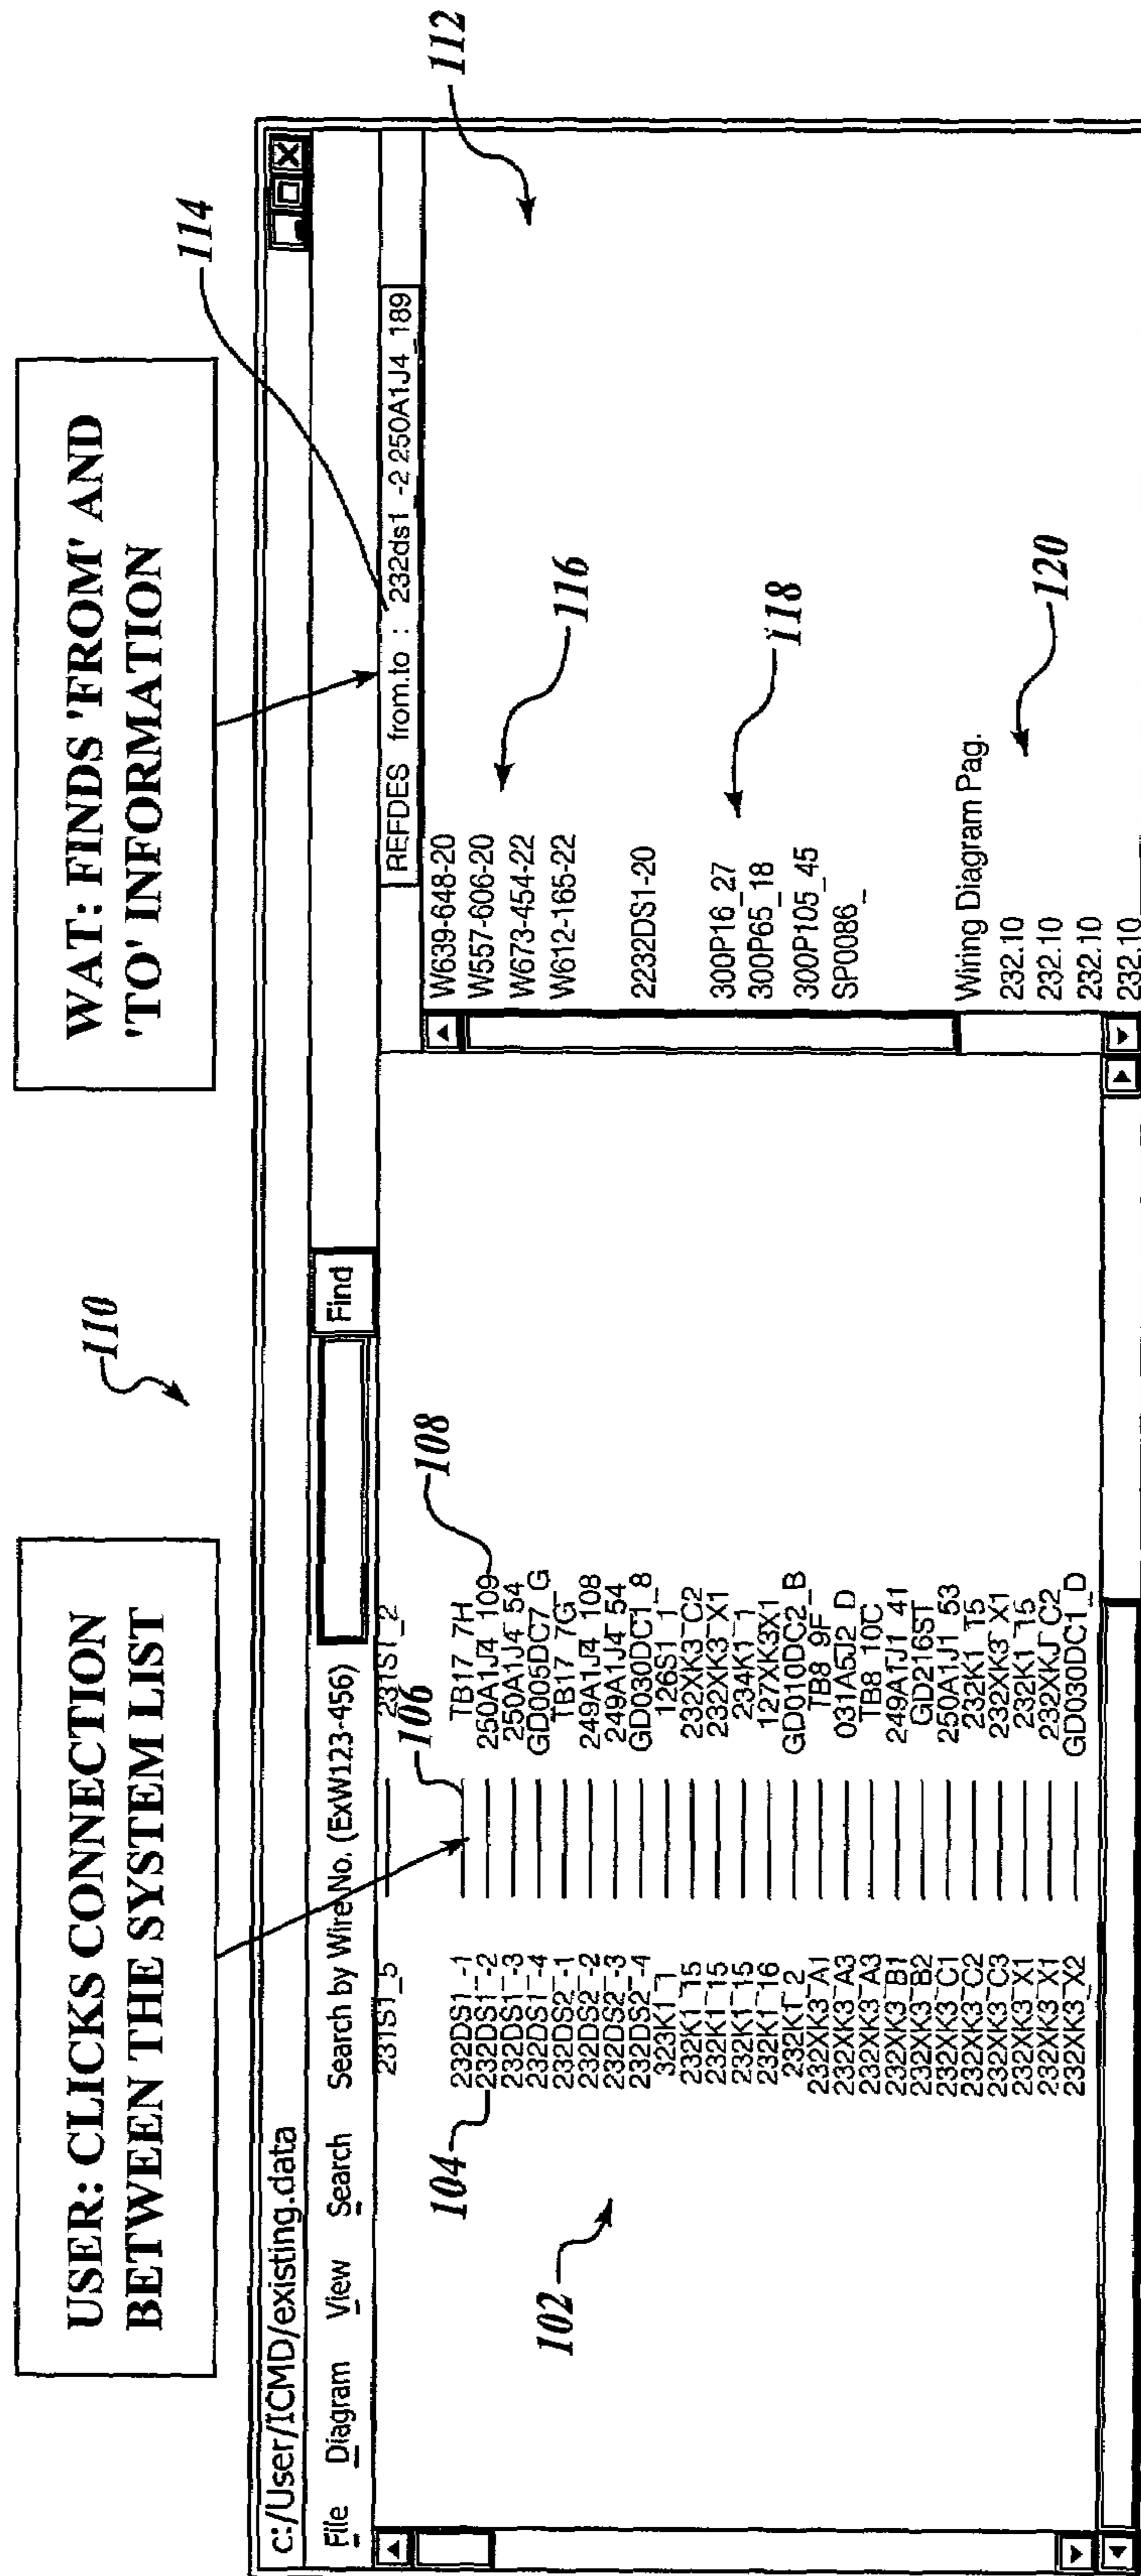 USER: CLICKS CONNECTION
BETWEEN THE SYSTEM LIST
WAT: FINDS 'FROM' AND
'TO' INFORMATION
110
c:/User/ICMD/existing.data
File Diagram View Search Search by Wire No. (ExW123-456) Find
114
REFDES from.to : 232ds1 -2 250A1J4_189
112
231S1_5 231S1_2
106
232DS1_-1 TB17_7H
232DS1_-2 250A1J4_109
232DS1_-3 250A1J4_54
232DS1_-4 GD005DC7_G
232DS2_-1 TB17_7G
232DS2_-2 249A1J4_108
232DS2_-3 249A1J4_54
232DS2_-4 GD030DC1_8
323K1_1 126S1_1
232K1_15 232XK3_C2
232K1_15 232XK3_X1
232K1_15 234K1_1
232K1_16 127XK3X1
232K1_2 GD010DC2_B
232XK3_A1 TB8_9F
232XK3_A3 031A5J2_D
232XK3_A3 TB8_10C
232XK3_B1 249A1J1_41
232XK3_B2 GD216ST
232XK3_C1 250A1J1_53
232XK3_C2 232K1_15
232XK3_C3 232XK3_X1
232XK3_X1 232K1_15
232XK3_X1 232XKJ_C2
232XK3_X2 GD030DC1_D
104
108
102
W639-648-20
W557-606-20
W673-454-22
W612-165-22
116
2232DS1-20
300P16_27
300P65_18
300P105_45
SP0086_
118
Wiring Diagram Pag.
232.10
232.10
232.10
232.10
120